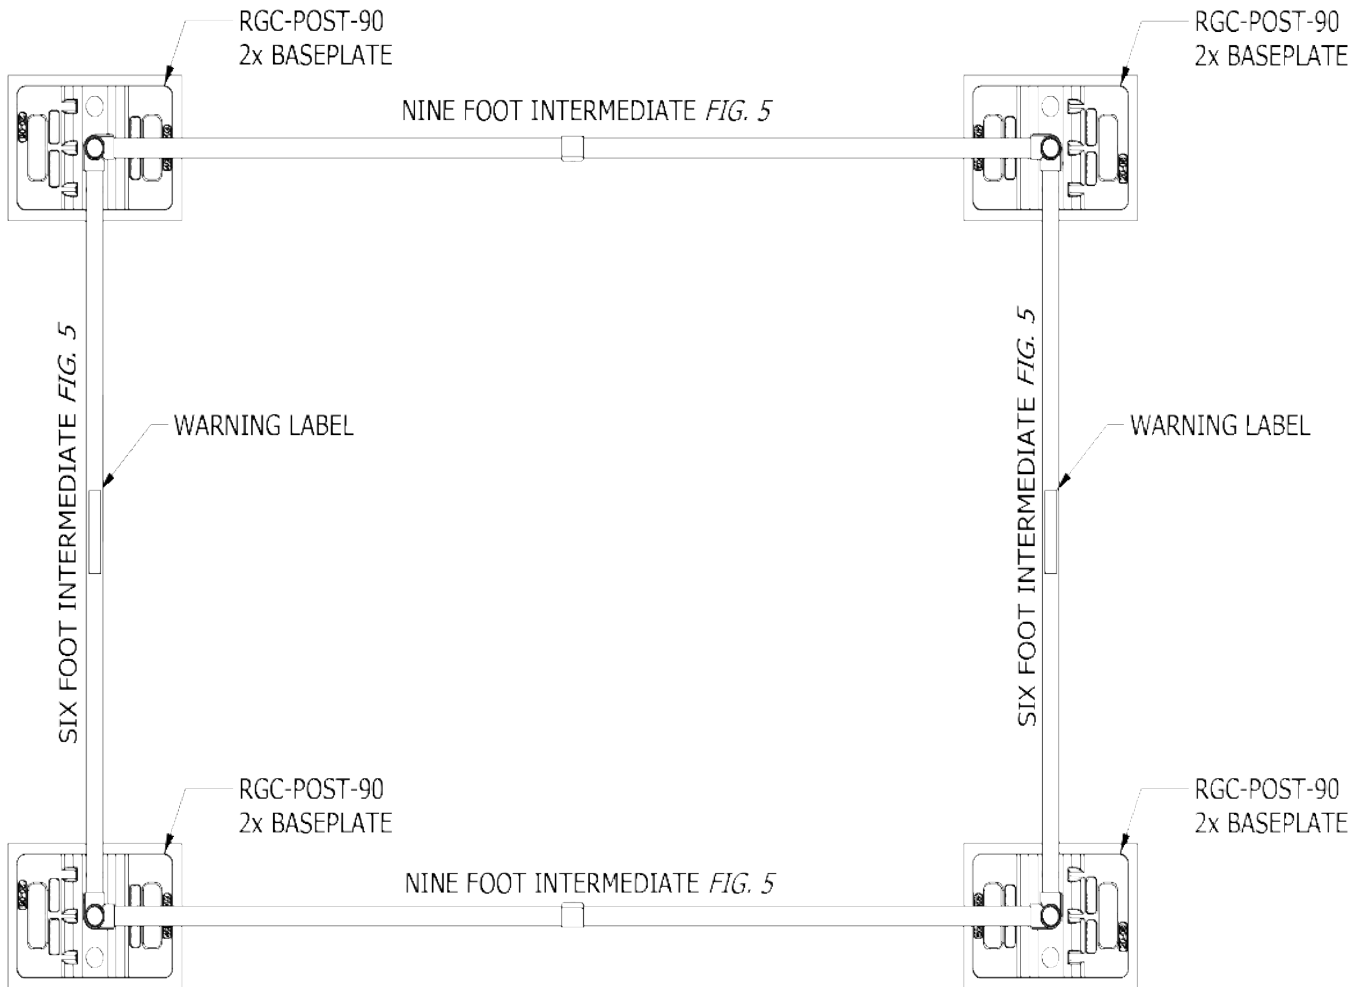 RGC-POST-90
2x BASEPLATE
RGC-POST-90
2x BASEPLATE
NINE FOOT INTERMEDIATE FIG. 5
SIX FOOT INTERMEDIATE FIG. 5
WARNING LABEL
SIX FOOT INTERMEDIATE FIG. 5
WARNING LABEL
RGC-POST-90
2x BASEPLATE
RGC-POST-90
2x BASEPLATE
NINE FOOT INTERMEDIATE FIG. 5